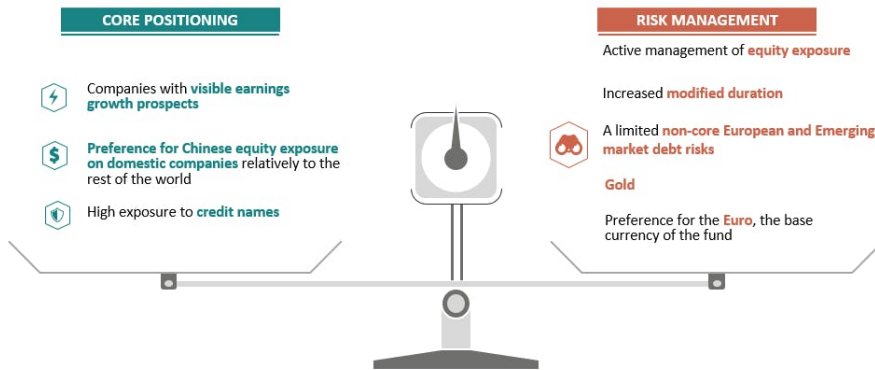 CORE POSITIONING
Companies with visible earnings
growth prospects
$
Preference for Chinese equity exposure
on domestic companies relatively to the
rest of the world
High exposure to credit names
RISK MANAGEMENT
Active management of equity exposure
Increased modified duration
A limited non-core European and Emerging
market debt risks
Gold
Preference for the Euro, the base
currency of the fund